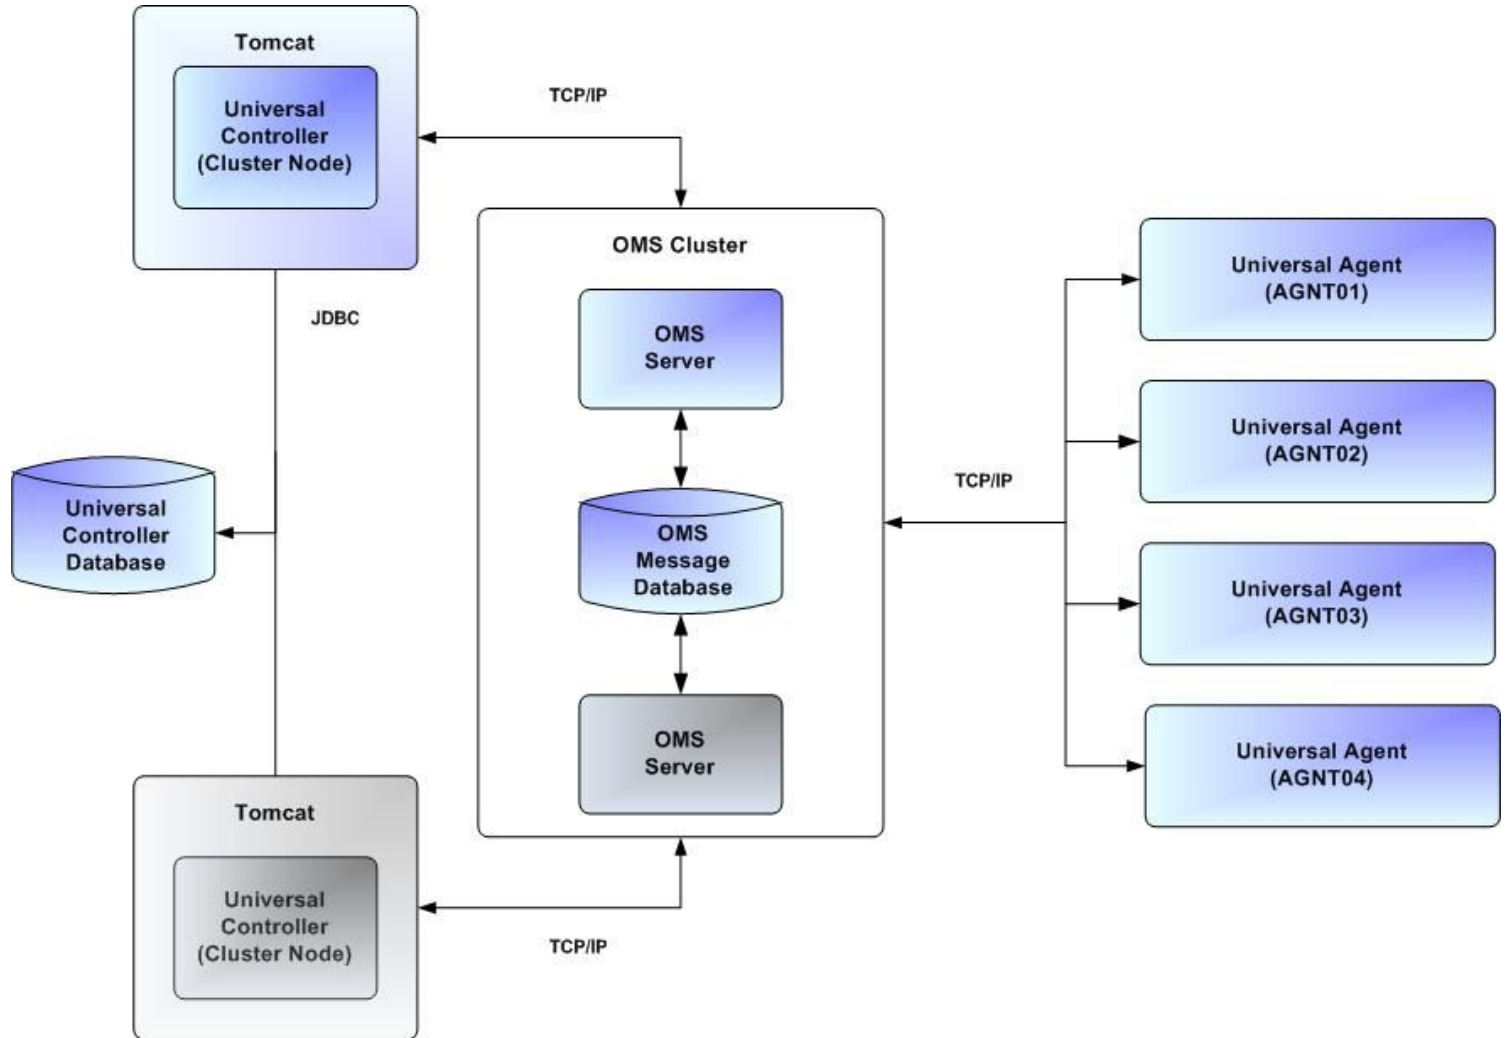 Tomcat
Universal
Controller
(Cluster Node)
TCP/IP
JDBC
Universal
Controller
Database
OMS Cluster
OMS
Server
OMS
Message
Database
OMS
Server
TCP/IP
Universal Agent
(AGNT01)
Universal Agent
(AGNT02)
Universal Agent
(AGNT03)
Universal Agent
(AGNT04)
Tomcat
Universal
Controller
(Cluster Node)
TCP/IP